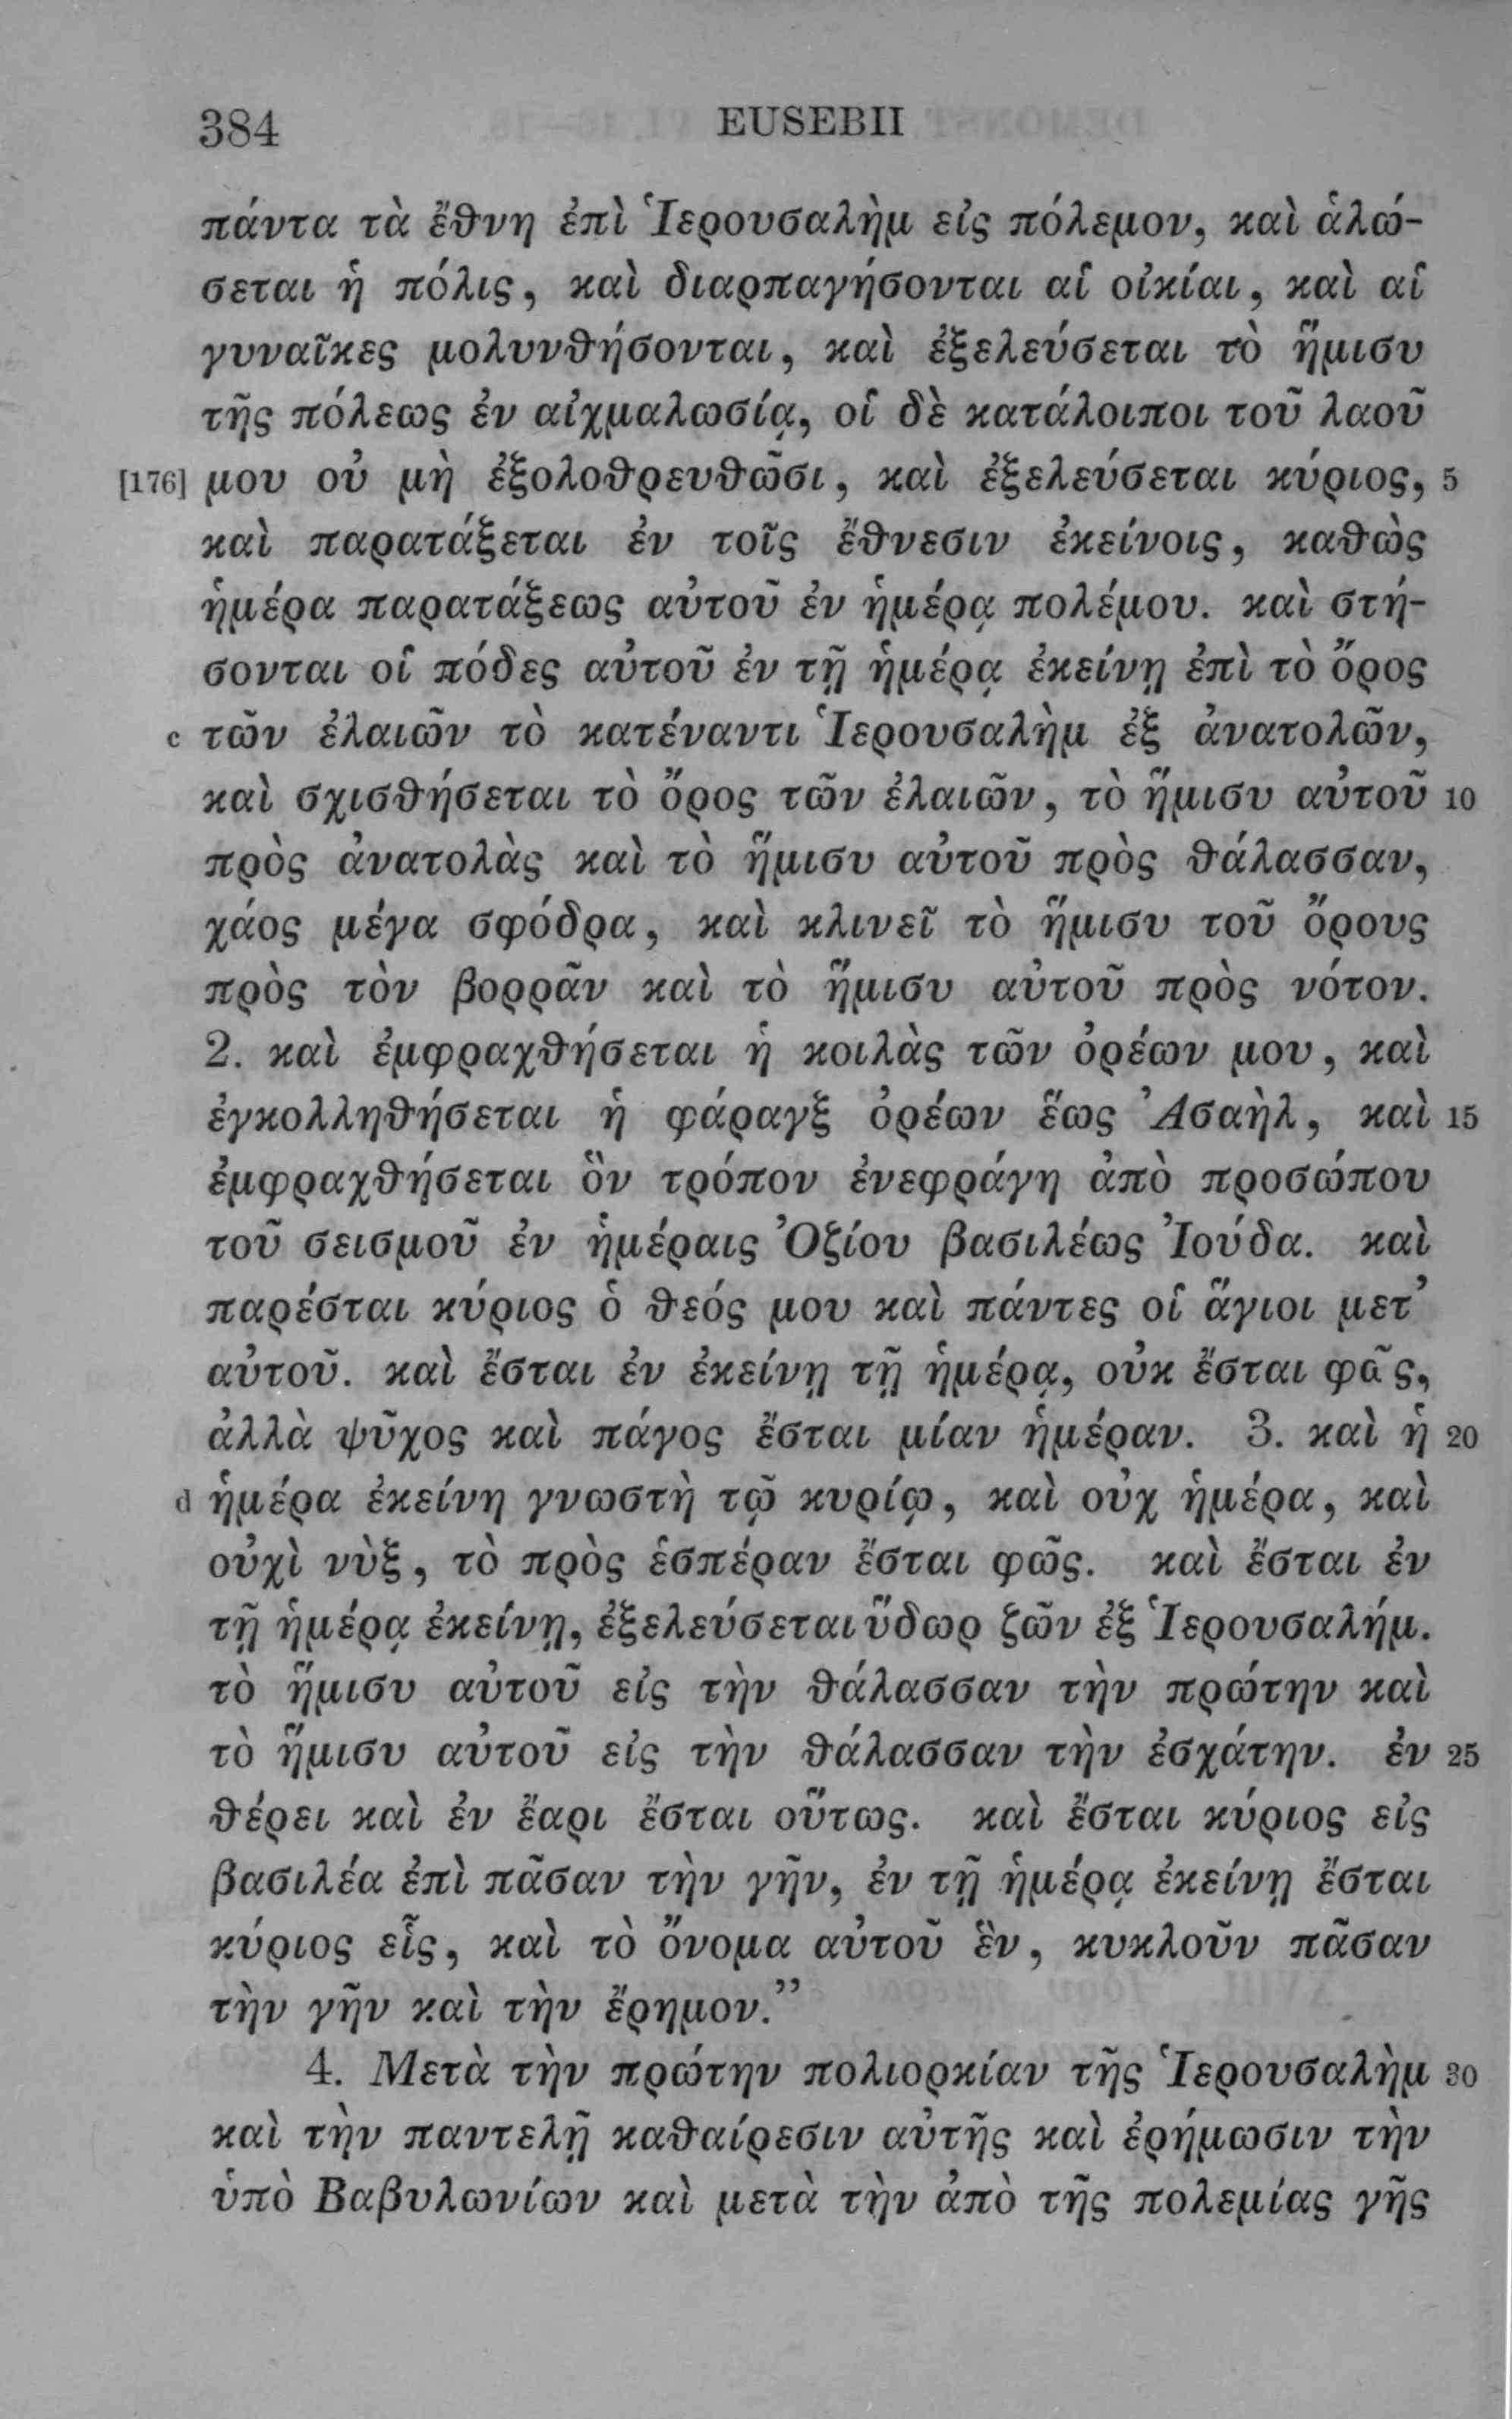 384 EUSEBII
πάντα τὰ ἔθνη ἐπὶ Ἱερουσαλὴμ εἰς πόλεμον, καὶ ἁλώ-
σεται ἡ πόλις, καὶ διαρπαγήσονται αἱ οἰκίαι, καὶ αἱ
γυναῖκες μολυνθήσονται, καὶ ἐξελεύσεται τὸ ἥμισυ
τῆς πόλεως ἐν αἰχμαλωσίᾳ, οἱ δὲ κατάλοιποι τοῦ λαοῦ
[176] μου οὐ μὴ ἐξολοθρευθῶσι, καὶ ἐξελεύσεται κύριος, 5
καὶ παρατάξεται ἐν τοῖς ἔθνεσιν ἐκείνοις, καθὼς
ἡμέρα παρατάξεως αὐτοῦ ἐν ἡμέρᾳ πολέμου. καὶ στή-
σονται οἱ πόδες αὐτοῦ ἐν τῇ ἡμέρᾳ ἐκείνῃ ἐπὶ τὸ ὄρος
c τῶν ἐλαιῶν τὸ κατέναντι Ἱερουσαλὴμ ἐξ ἀνατολῶν,
καὶ σχισθήσεται τὸ ὄρος τῶν ἐλαιῶν, τὸ ἥμισυ αὐτοῦ 10
πρὸς ἀνατολὰς καὶ τὸ ἥμισυ αὐτοῦ πρὸς θάλασσαν,
χάος μέγα σφόδρα, καὶ κλινεῖ τὸ ἥμισυ τοῦ ὄρους
πρὸς τὸν βορρᾶν καὶ τὸ ἥμισυ αὐτοῦ πρὸς νότον.
2. καὶ ἐμφραχθήσεται ἡ κοιλὰς τῶν ὀρέων μου, καὶ
ἐγκολληθήσεται ἡ φάραγξ ὀρέων ἕως Ἀσαὴλ, καὶ 15
ἐμφραχθήσεται ὃν τρόπον ἐνεφράγη ἀπὸ προσώπου
τοῦ σεισμοῦ ἐν ἡμέραις Ὀζίου βασιλέως Ἰούδα. καὶ
παρέσται κύριος ὁ θεός μου καὶ πάντες οἱ ἅγιοι μετ’
αὐτοῦ. καὶ ἔσται ἐν ἐκείνῃ τῇ ἡμέρᾳ, οὐκ ἔσται φῶς,
ἀλλὰ ψῦχος καὶ πάγος ἔσται μίαν ἡμέραν. 3. καὶ ἡ 20
d ἡμέρα ἐκείνη γνωστὴ τῷ κυρίῳ, καὶ οὐχ ἡμέρα, καὶ
οὐχὶ νὺξ, τὸ πρὸς ἑσπέραν ἔσται φῶς. καὶ ἔσται ἐν
τῇ ἡμέρᾳ ἐκείνῃ, ἐξελεύσεται ὕδωρ ζῶν ἐξ Ἱερουσαλήμ.
τὸ ἥμισυ αὐτοῦ εἰς τὴν θάλασσαν τὴν πρώτην καὶ
τὸ ἥμισυ αὐτοῦ εἰς τὴν θάλασσαν τὴν ἐσχάτην. ἐν 25
θέρει καὶ ἐν ἔαρι ἔσται οὕτως. καὶ ἔσται κύριος εἰς
βασιλέα ἐπὶ πᾶσαν τὴν γῆν, ἐν τῇ ἡμέρᾳ ἐκείνῃ ἔσται
κύριος εἷς, καὶ τὸ ὄνομα αὐτοῦ ἓν, κυκλοῦν πᾶσαν
τὴν γῆν καὶ τὴν ἔρημον.”
4. Μετὰ τὴν πρώτην πολιορκίαν τῆς Ἱερουσαλὴμ 30
καὶ τὴν παντελῆ καθαίρεσιν αὐτῆς καὶ ἐρήμωσιν τὴν
ὑπὸ Βαβυλωνίων καὶ μετὰ τὴν ἀπὸ τῆς πολεμίας γῆς